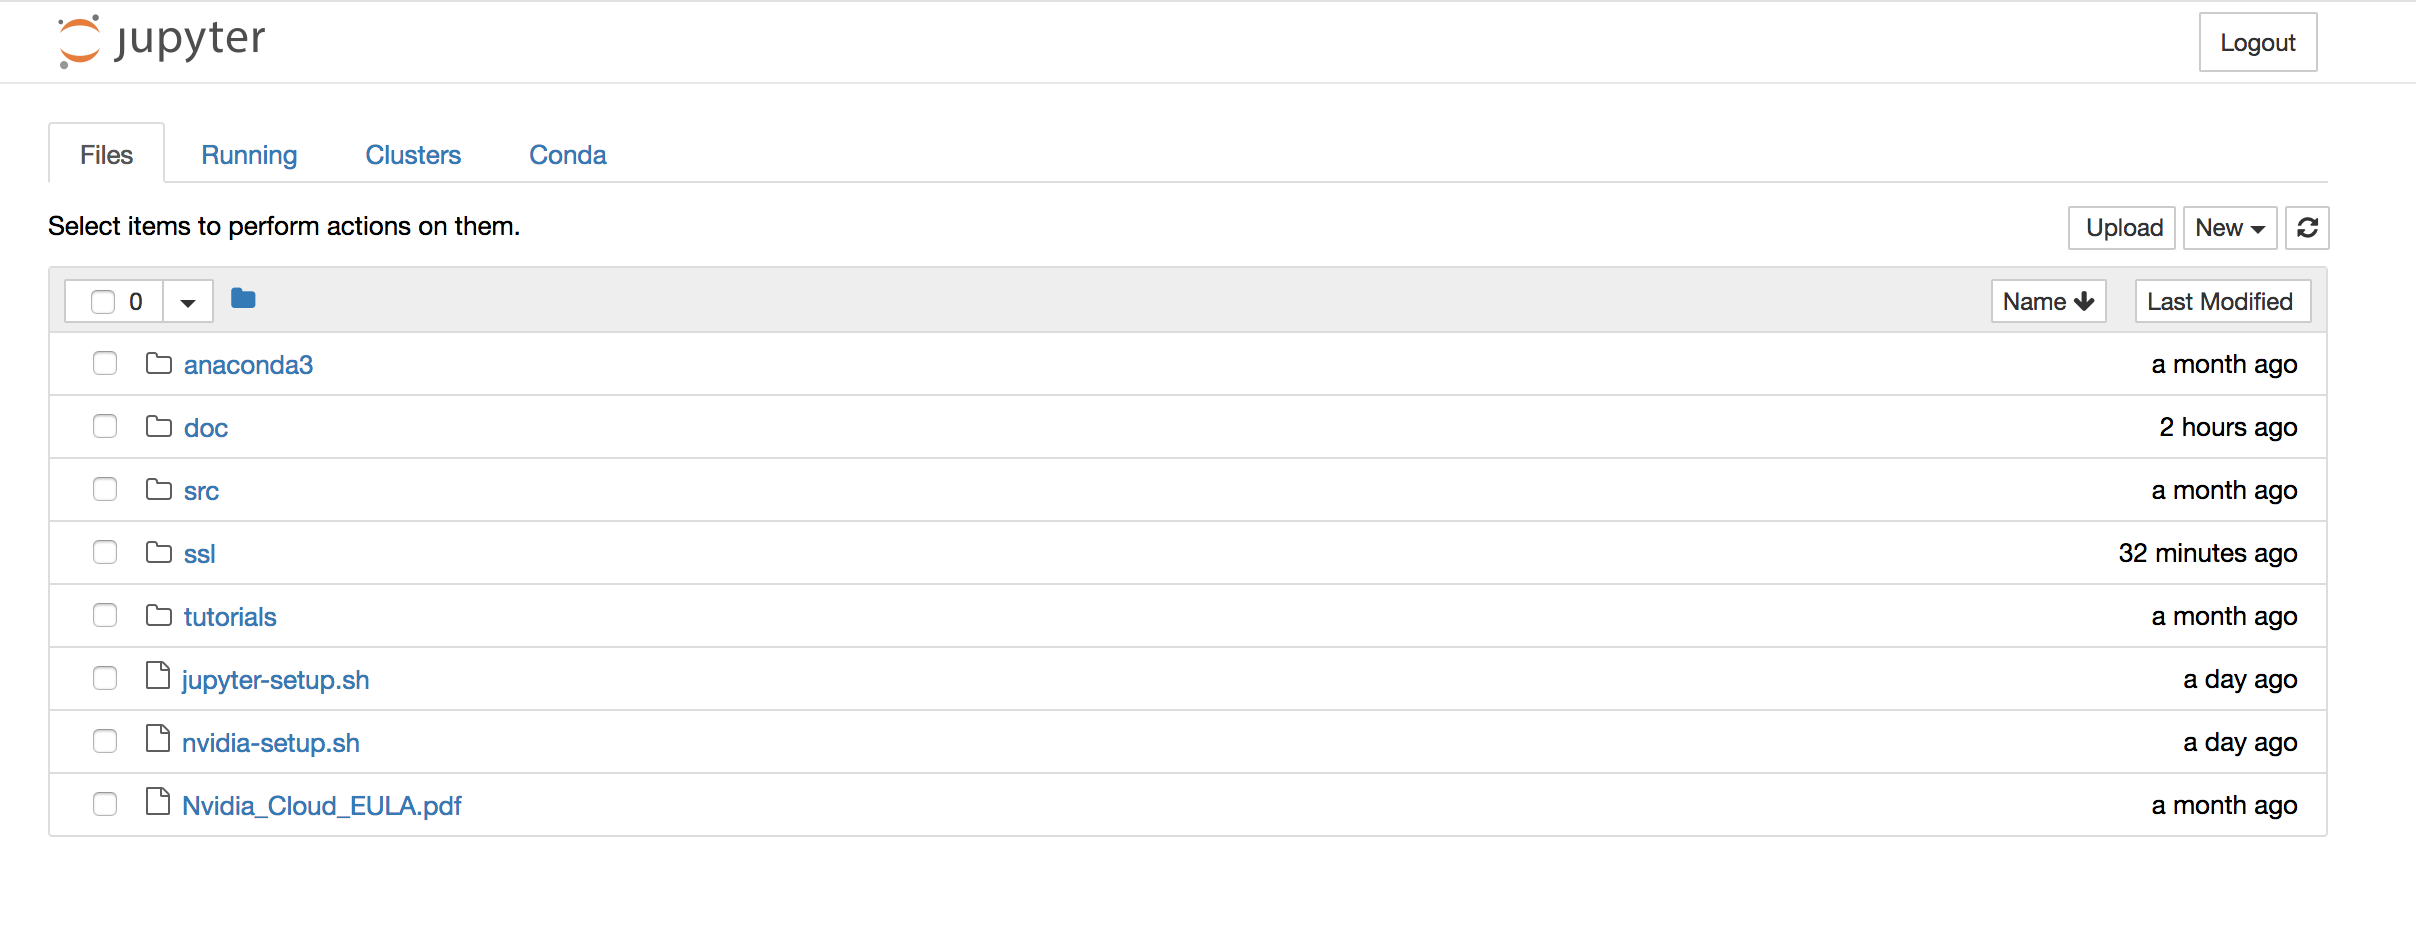 jupyter
Logout
Files Running Clusters Conda
Select items to perform actions on them.
Upload New
0 Name Last Modified
anaconda3 a month ago
doc 2 hours ago
src a month ago
ssl 32 minutes ago
tutorials a month ago
jupyter-setup.sh a day ago
nvidia-setup.sh a day ago
Nvidia_Cloud_EULA.pdf a month ago